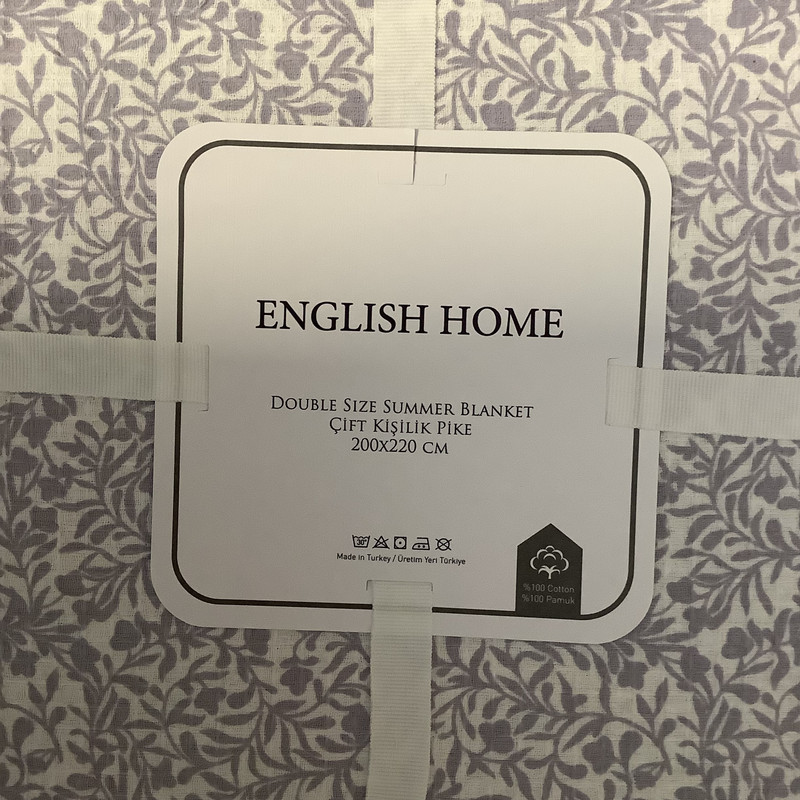 ENGLISH HOME
DOUBLE SIZE SUMMER BLANKET
ÇİFT KİŞİLİK PİKE
200X220 CM
30°
Made in Turkey / Üretim Yeri Türkiye
%100 Cotton
%100 Pamuk